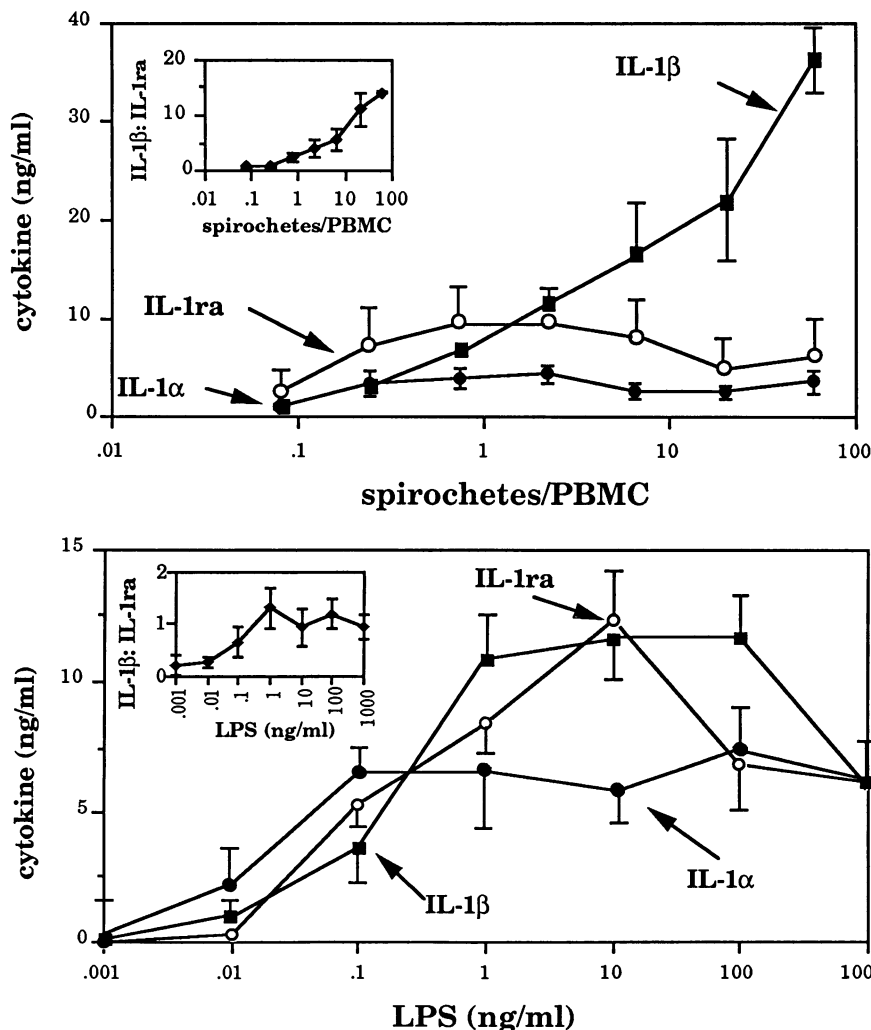 40
30
20
10
0
cytokine (ng/ml)
IL-1β
IL-1ra
IL-1α
20
10
0
IL-1β: IL-1ra
.01 .1 1 10 100
spirochetes/PBMC
.01 .1 1 10 100
spirochetes/PBMC
15
10
5
0
cytokine (ng/ml)
2
1
0
IL-1β: IL-1ra
.001 .01 .1 1 10 100 1000
LPS (ng/ml)
IL-1ra
IL-1β
IL-1α
.001 .01 .1 1 10 100 100
LPS (ng/ml)